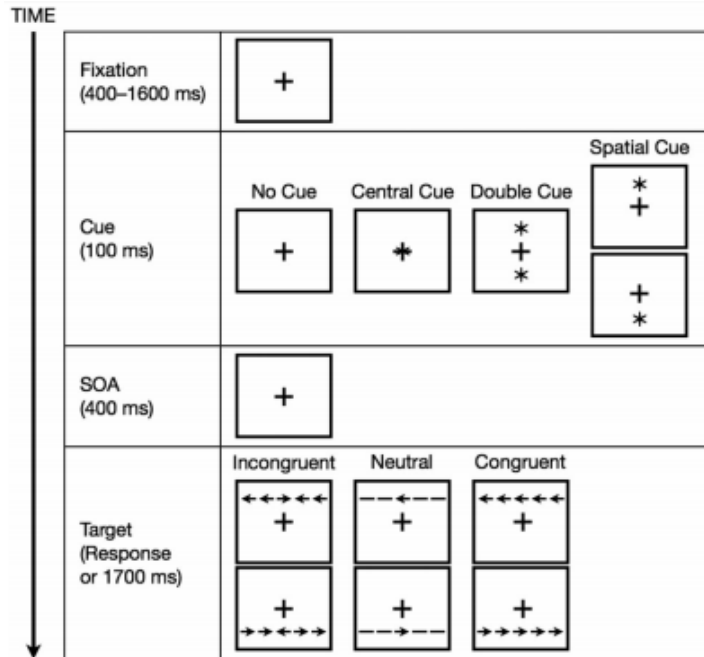 TIME
Fixation
(400–1600 ms)
Spatial Cue
No Cue
Central Cue
Double Cue
Cue
(100 ms)
SOA
(400 ms)
Incongruent
Neutral
Congruent
Target
(Response
or 1700 ms)